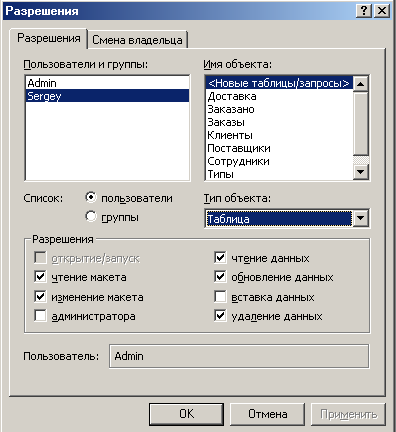 Разрешения
Разрешения Смена владельца
Пользователи и группы:
Admin
Sergey
Имя объекта:
<Новые таблицы/запросы>
Доставка
Заказано
Заказы
Клиенты
Поставщики
Сотрудники
Типы
Список:
пользователи
группы
Тип объекта:
Таблица
Разрешения
открытие/запуск
чтение макета
изменение макета
администратора
чтение данных
обновление данных
вставка данных
удаление данных
Пользователь: Admin
OK Отмена Применить